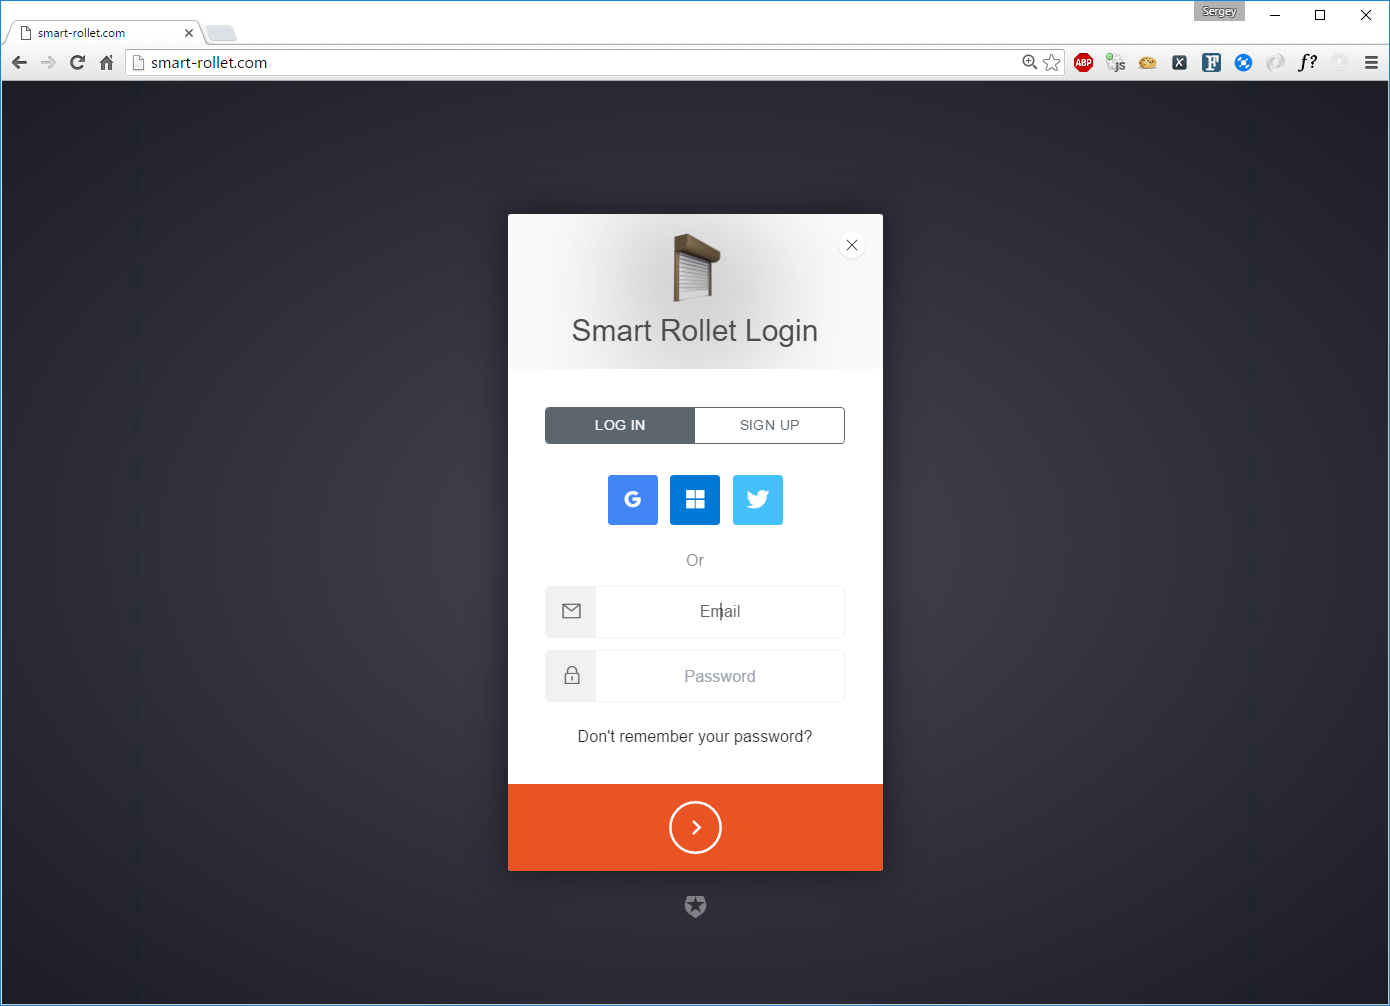 Sergey
smart-rollet.com
smart-rollet.com
ABP
js
X
F
f?
Smart Rollet Login
LOG IN
SIGN UP
G
Or
Email
Password
Don't remember your password?